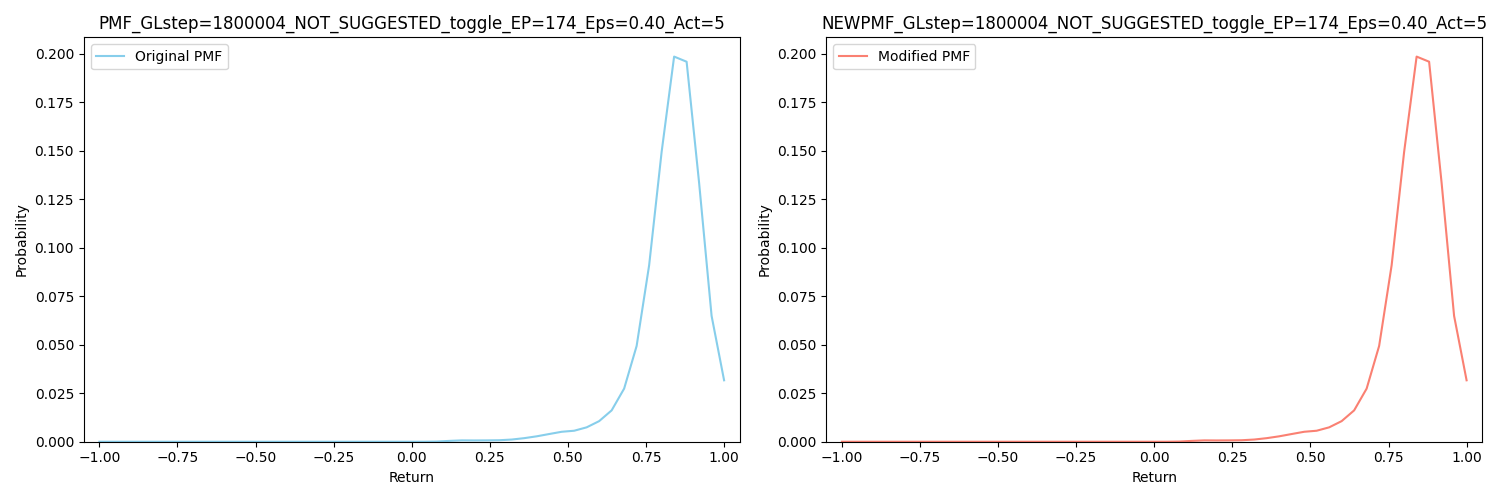 PMF_GLstep=1800004_NOT_SUGGESTED_toggle_EP=174_Eps=0.40_Act=5
Original PMF
Probability
0.200
0.175
0.150
0.125
0.100
0.075
0.050
0.025
0.000
−1.00 −0.75 −0.50 −0.25 0.00 0.25 0.50 0.75 1.00
Return
NEWPMF_GLstep=1800004_NOT_SUGGESTED_toggle_EP=174_Eps=0.40_Act=5
Modified PMF
Probability
0.200
0.175
0.150
0.125
0.100
0.075
0.050
0.025
0.000
−1.00 −0.75 −0.50 −0.25 0.00 0.25 0.50 0.75 1.00
Return